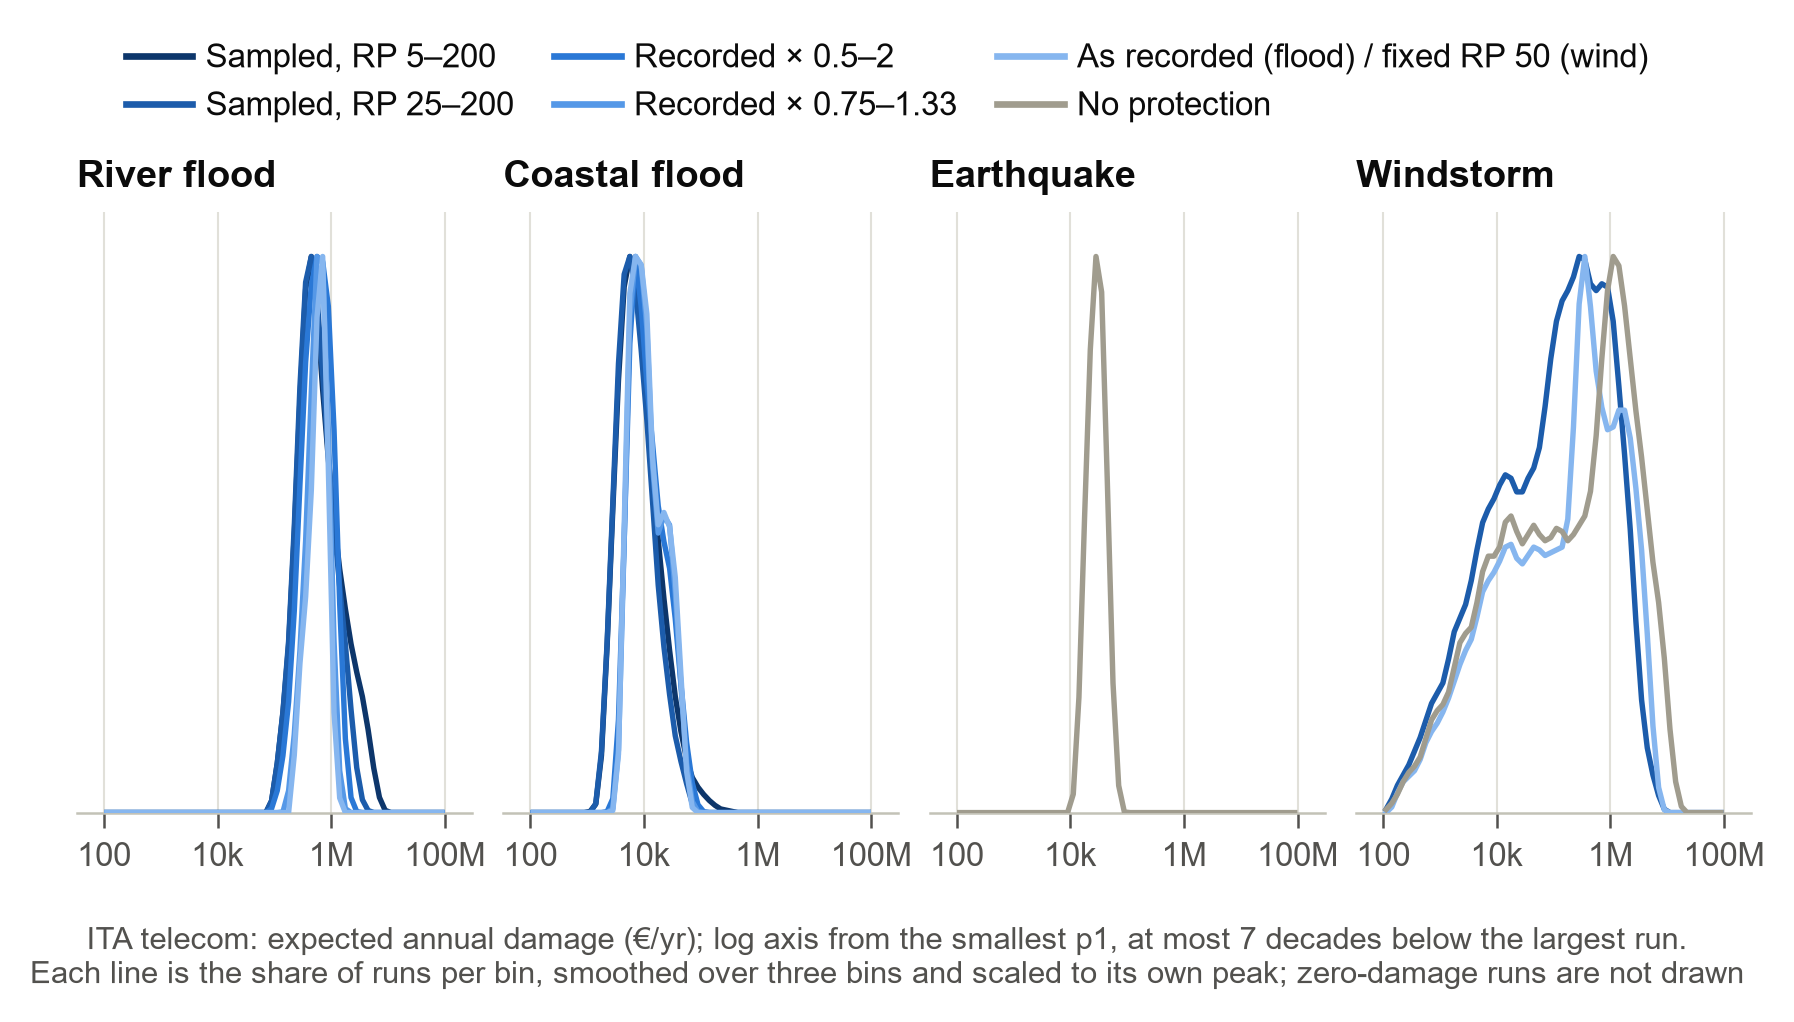 Sampled, RP 5–200
Recorded × 0.5–2
As recorded (flood) / fixed RP 50 (wind)
Sampled, RP 25–200
Recorded × 0.75–1.33
No protection
River flood
Coastal flood
Earthquake
Windstorm
100 10k 1M 100M
100 10k 1M 100M
100 10k 1M 100M
100 10k 1M 100M
ITA telecom: expected annual damage (€/yr); log axis from the smallest p1, at most 7 decades below the largest run.
Each line is the share of runs per bin, smoothed over three bins and scaled to its own peak; zero-damage runs are not drawn